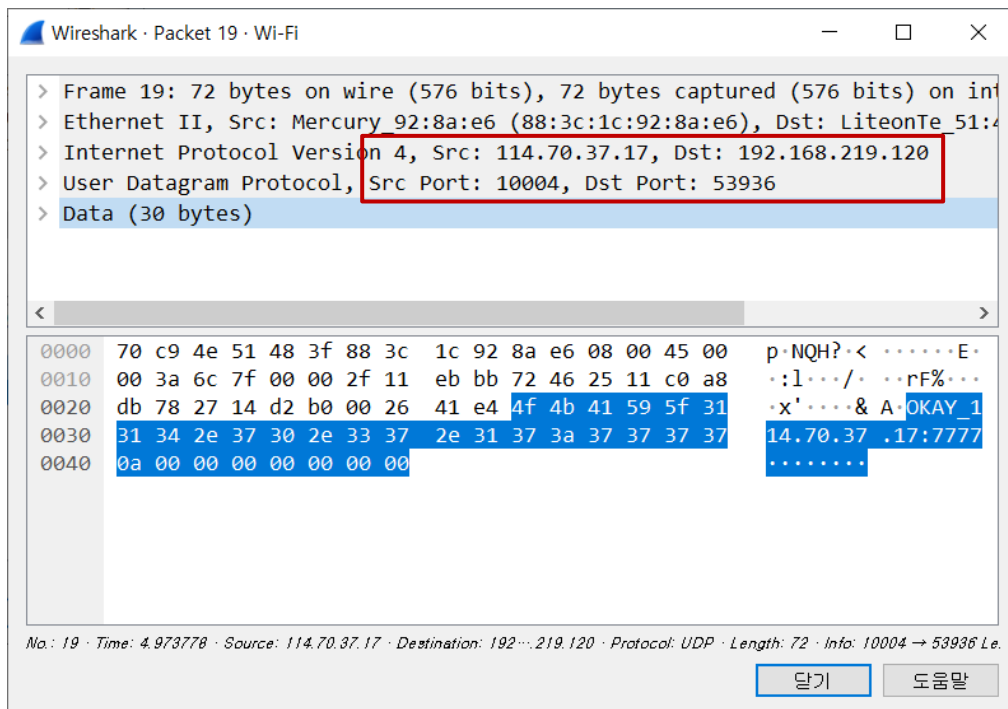 Wireshark · Packet 19 · Wi-Fi
> Frame 19: 72 bytes on wire (576 bits), 72 bytes captured (576 bits) on int
> Ethernet II, Src: Mercury_92:8a:e6 (88:3c:1c:92:8a:e6), Dst: LiteonTe_51:4
> Internet Protocol Version 4, Src: 114.70.37.17, Dst: 192.168.219.120
> User Datagram Protocol, Src Port: 10004, Dst Port: 53936
> Data (30 bytes)
0000 70 c9 4e 51 48 3f 88 3c 1c 92 8a e6 08 00 45 00 p·NQH?·< ······E·
0010 00 3a 6c 7f 00 00 2f 11 eb bb 72 46 25 11 c0 a8 ·:l···/· ··rF%···
0020 db 78 27 14 d2 b0 00 26 41 e4 4f 4b 41 59 5f 31 ·x'····& A·OKAY_1
0030 31 34 2e 37 30 2e 33 37 2e 31 37 3a 37 37 37 37 14.70.37 .17:7777
0040 0a 00 00 00 00 00 00 00 ········
No.: 19 · Time: 4.973778 · Source: 114.70.37.17 · Destination: 192···.219.120 · Protocol: UDP · Length: 72 · Info: 10004 → 53936 Le.
닫기 도움말